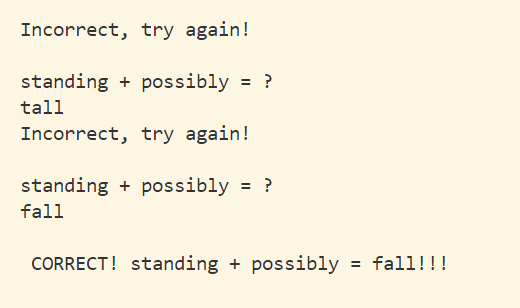 Incorrect, try again!
standing + possibly = ?
tall
Incorrect, try again!
standing + possibly = ?
fall
CORRECT! standing + possibly = fall!!!